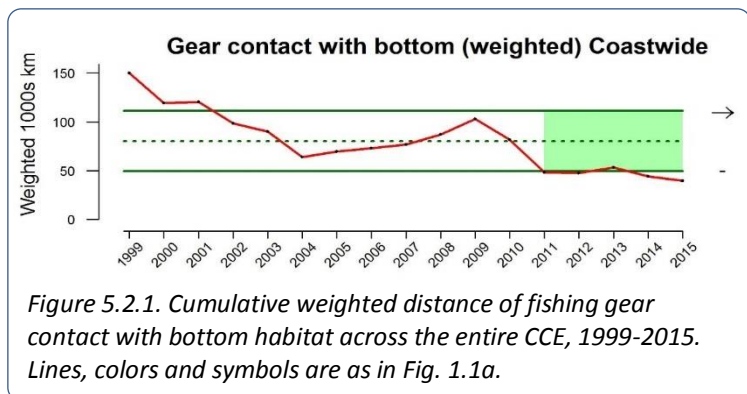 Gear contact with bottom (weighted) Coastwide
Weighted 1000s km
150
100
50
0
→
-
1999 2000 2001 2002 2003 2004 2005 2006 2007 2008 2009 2010 2011 2012 2013 2014 2015
Figure 5.2.1. Cumulative weighted distance of fishing gear
contact with bottom habitat across the entire CCE, 1999-2015.
Lines, colors and symbols are as in Fig. 1.1a.